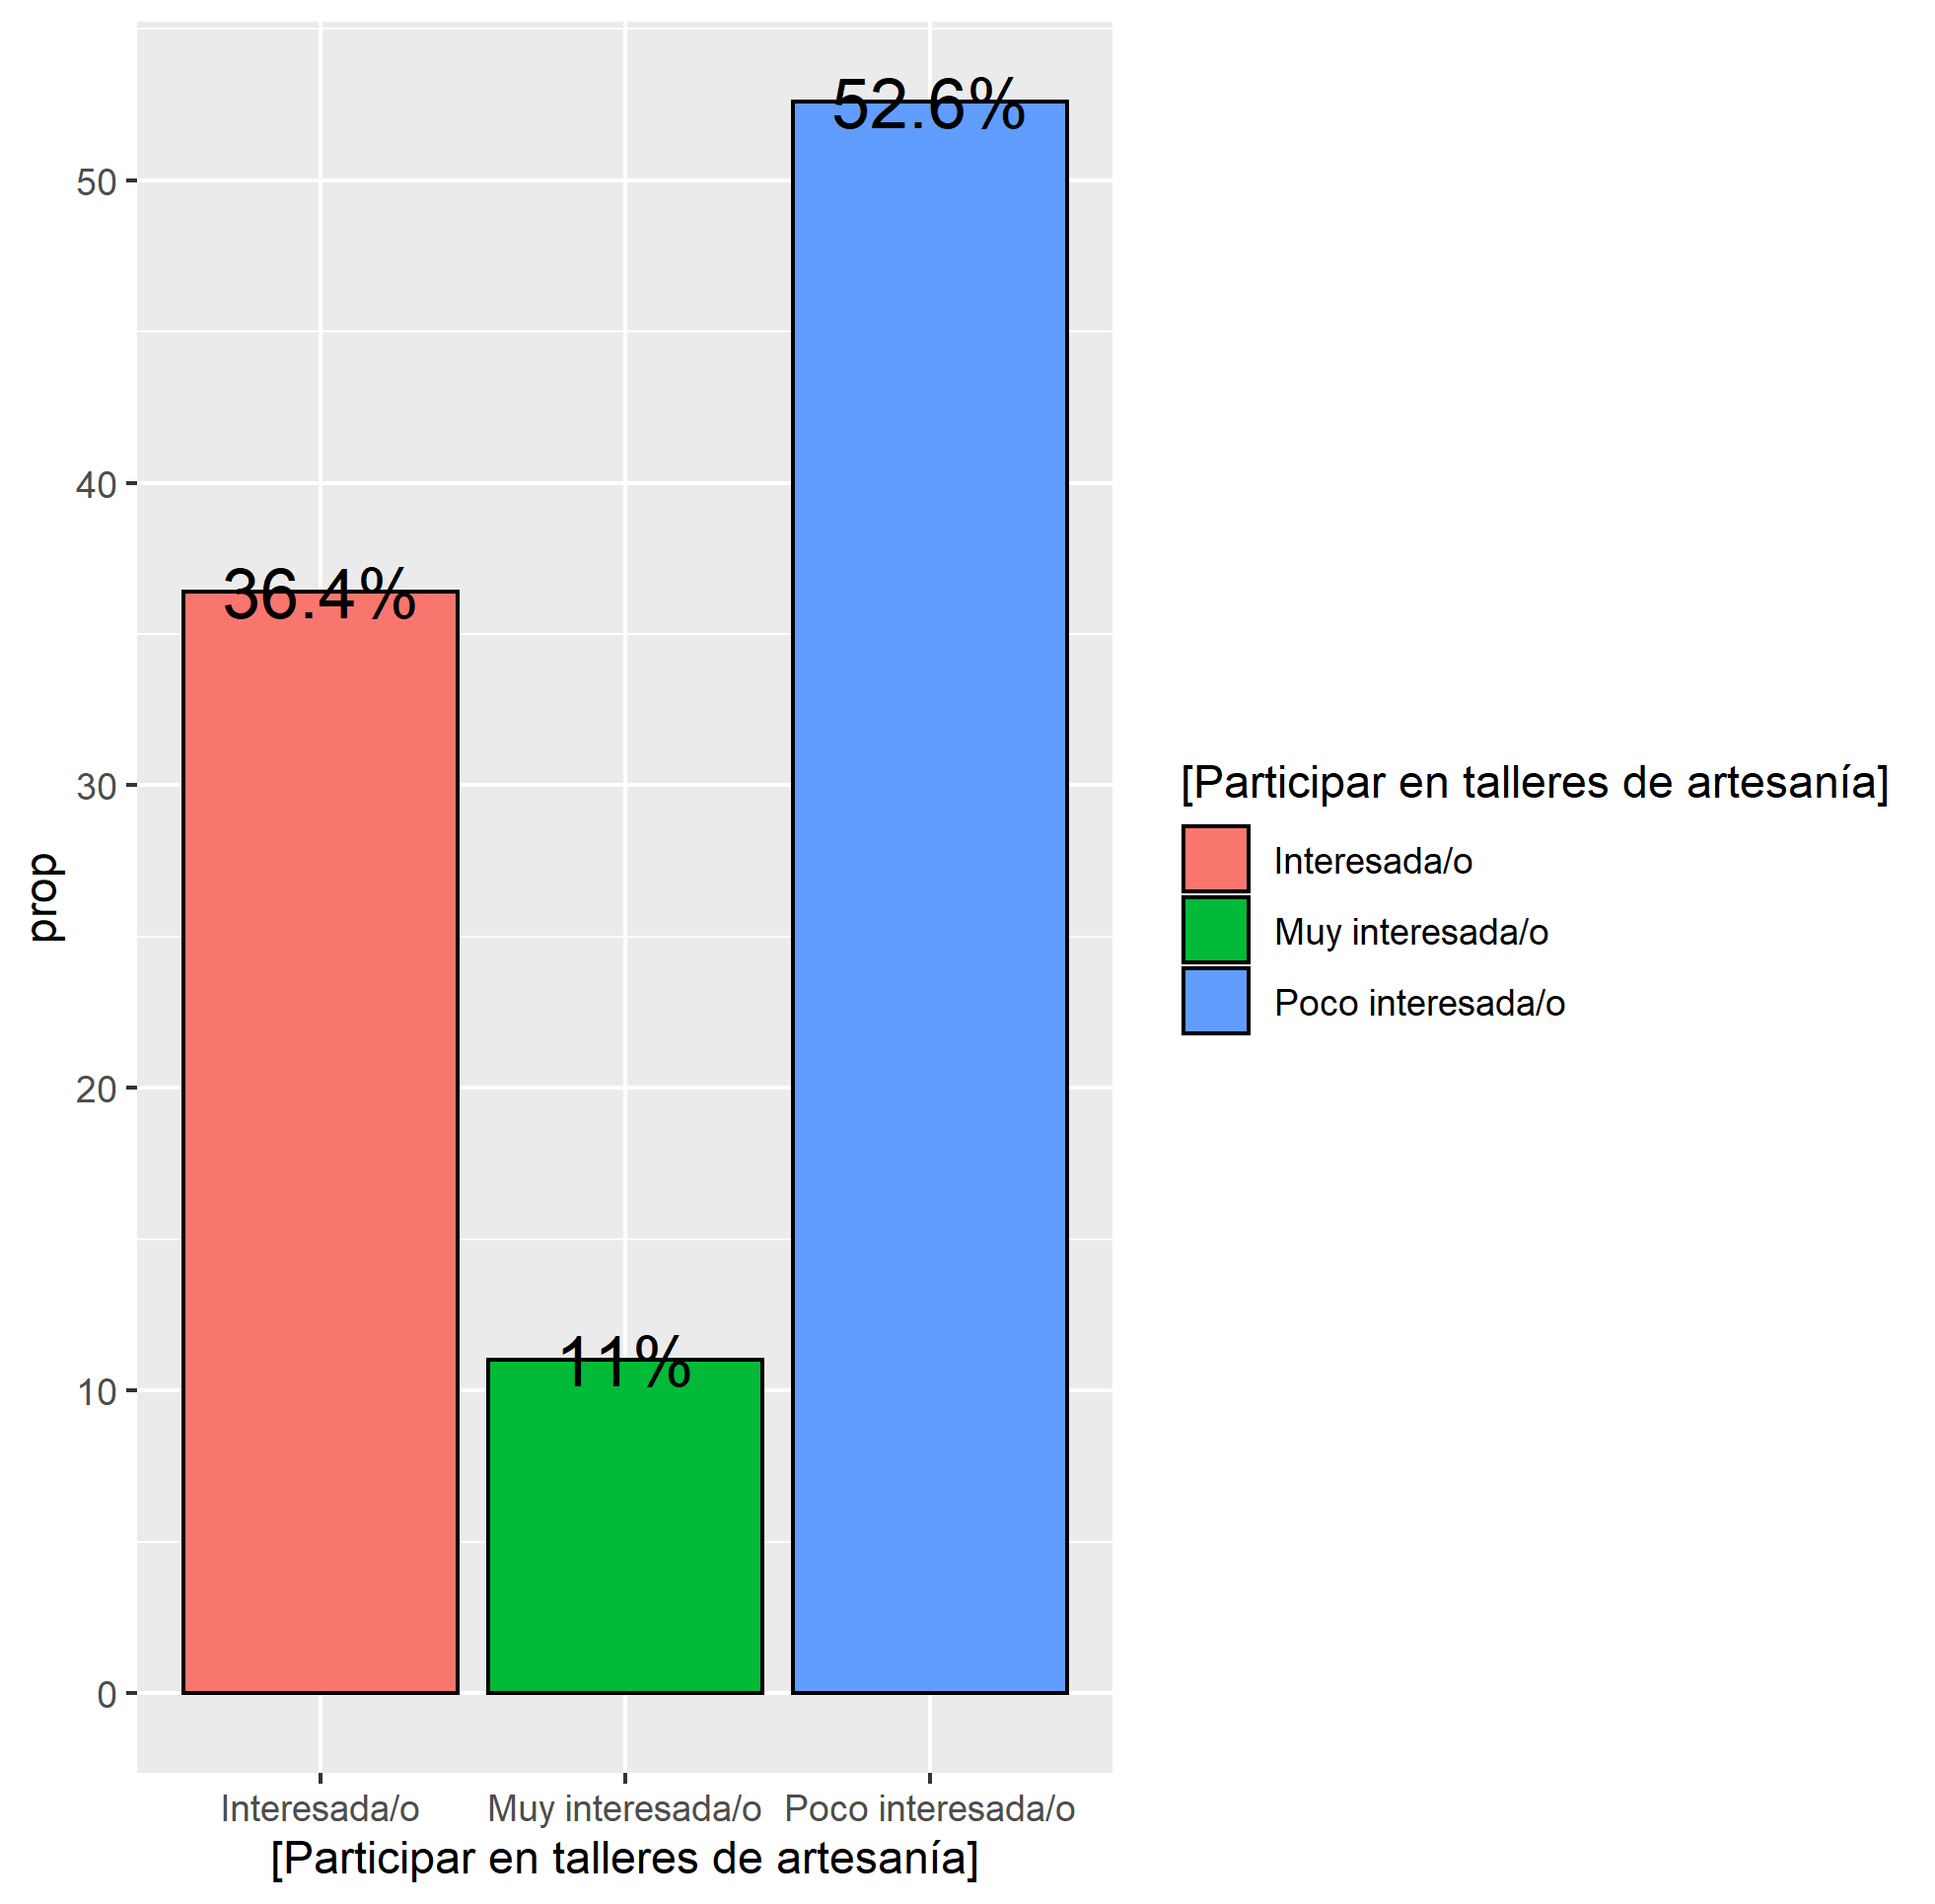 52.6%
50
40
36.4%
30
[Participar en talleres de artesanía]
Interesada/o
prop
Muy interesada/o
Poco interesada/o
20
11%
10
0
Interesada/o Muy interesada/o Poco interesada/o
[Participar en talleres de artesanía]